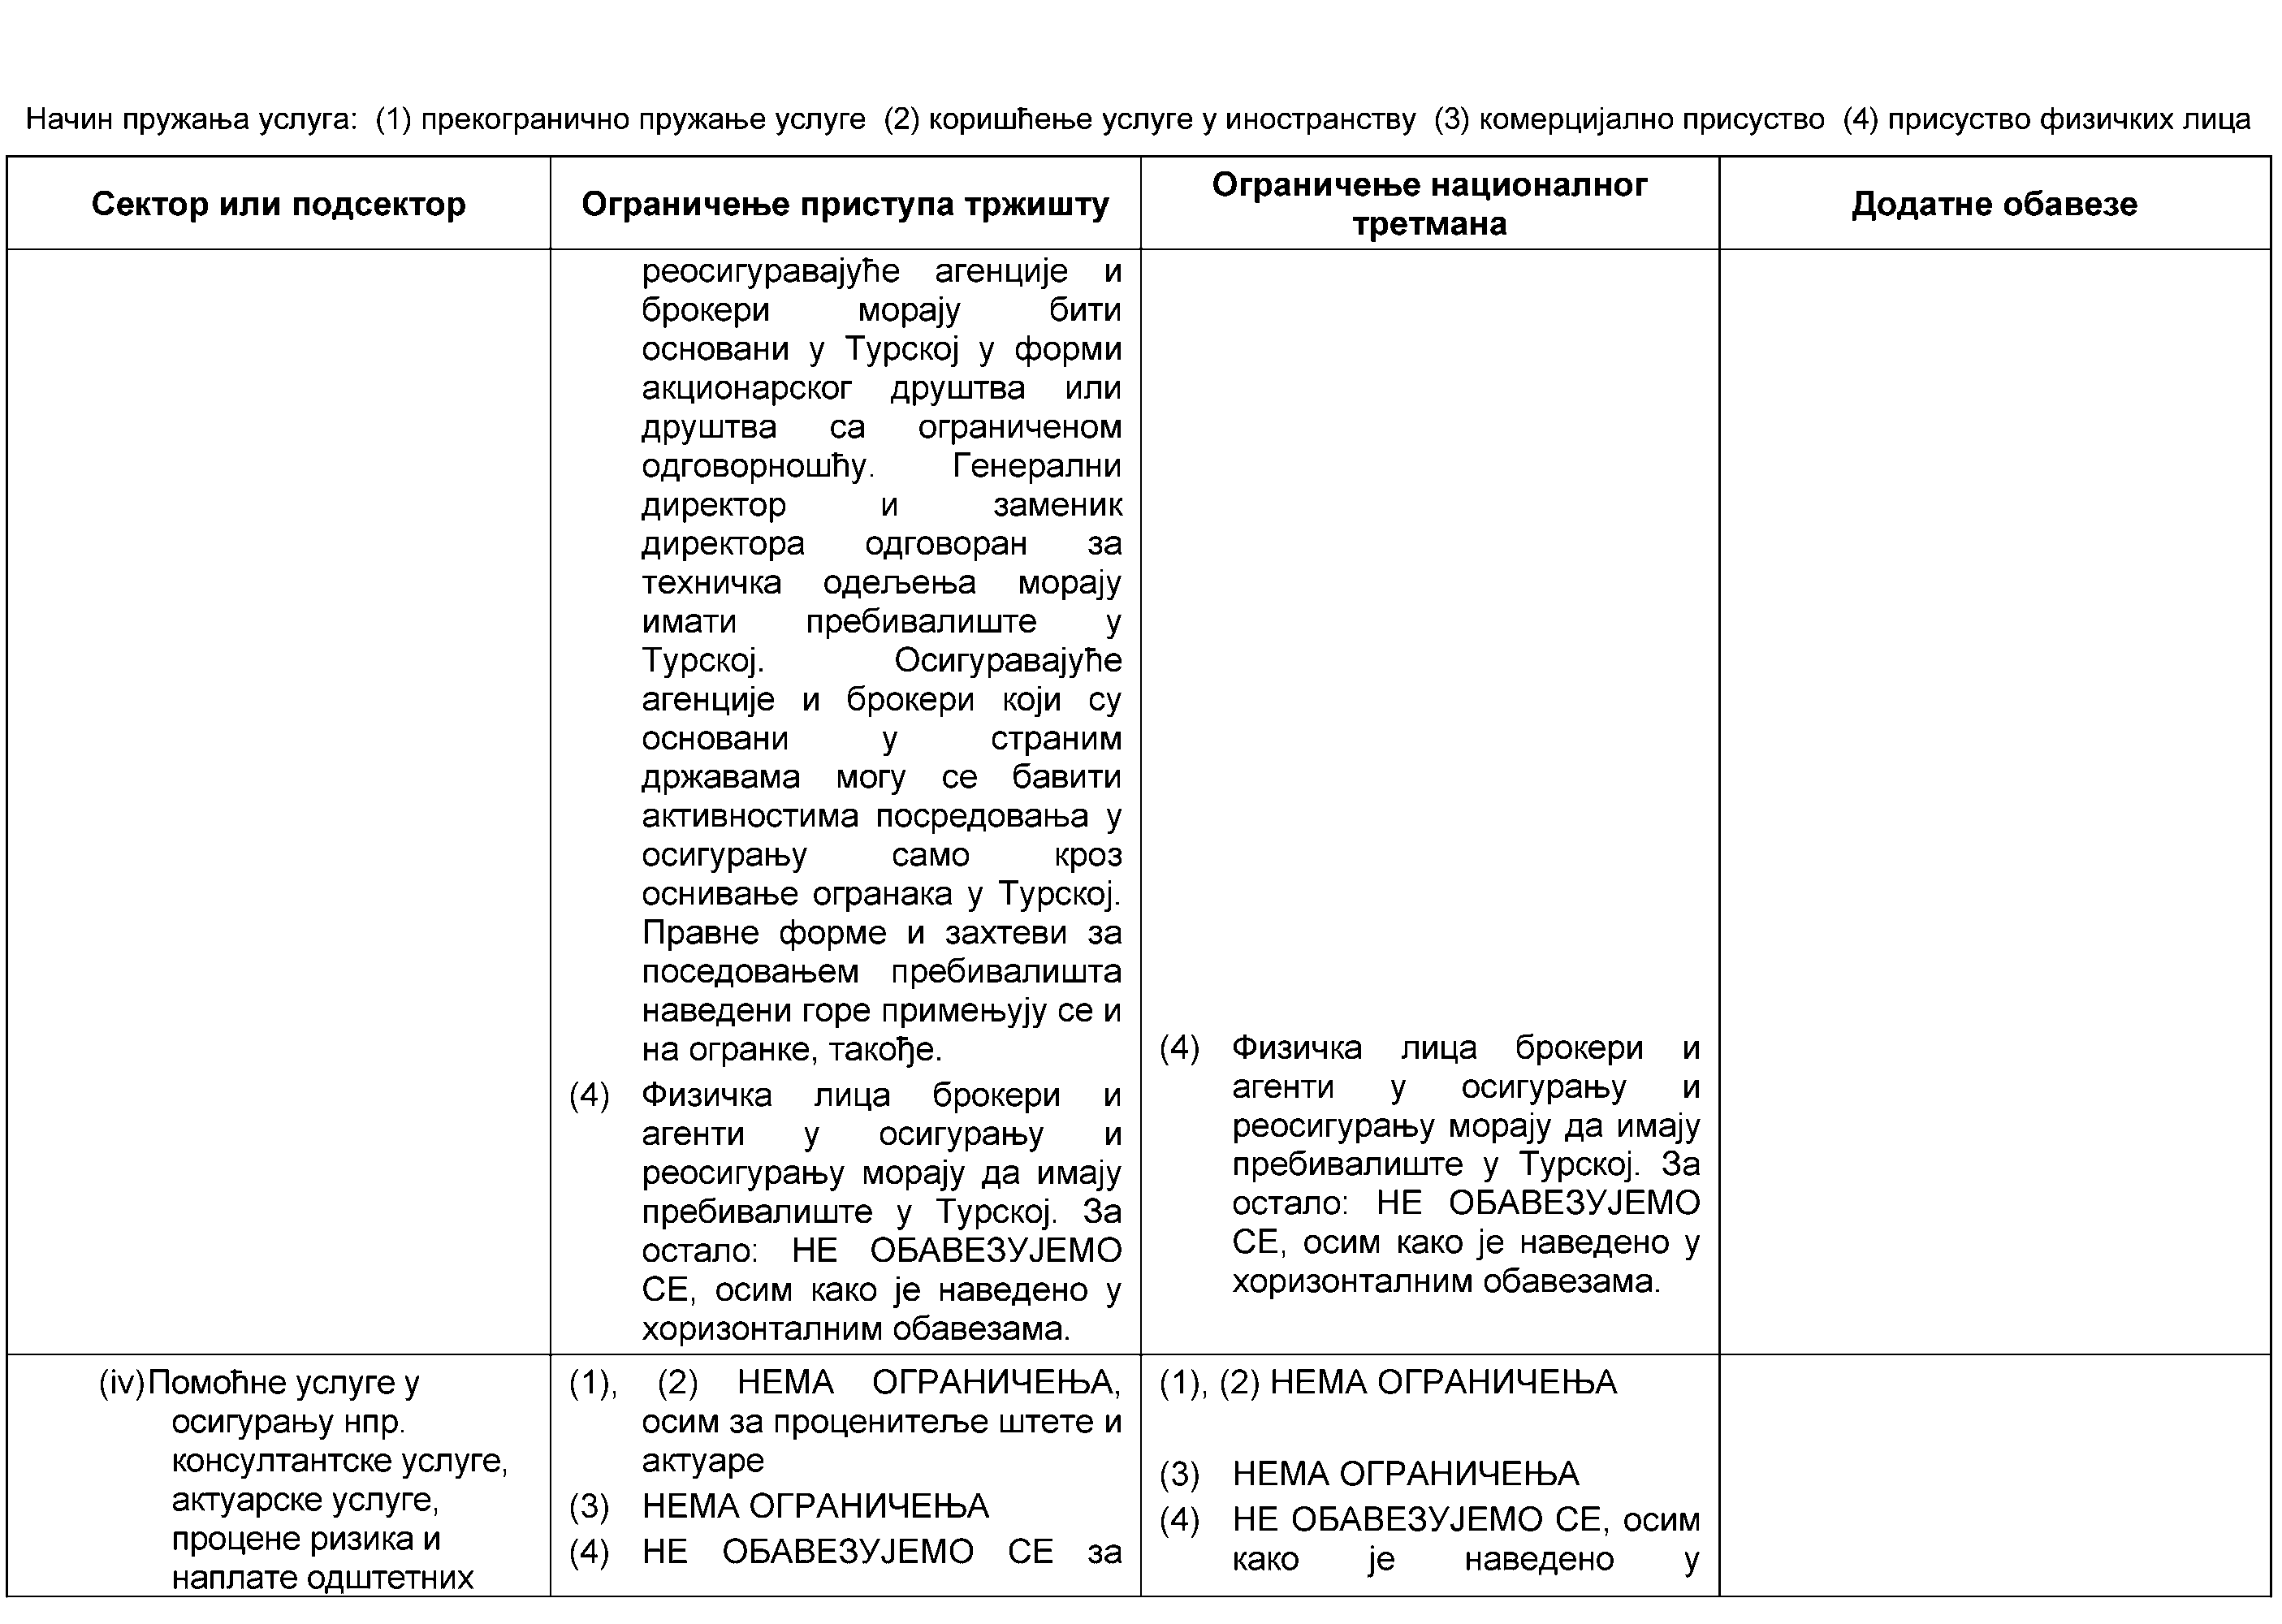 Начин пружања услуга: (1) прекогранично пружање услуге (2) коришћење услуге у иностранству (3) комерцијално присуство (4) присуство физичких лица
Сектор или подсектор
Ограничење приступа тржишту
Ограничење националног
третмана
Додатне обавезе
реосигуравајуће агенције и
брокери морају бити
основани у Турској у форми
акционарског друштва или
друштва са ограниченом
одговорношћу. Генерални
директор и заменик
директора одговоран за
техничка одељења морају
имати пребивалиште у
Турској. Осигуравајуће
агенције и брокери који су
основани у страним
државама могу се бавити
активностима посредовања у
осигурању само кроз
оснивање огранака у Турској.
Правне форме и захтеви за
поседовањем пребивалишта
наведени горе примењују се и
на огранке, такође.
(4) Физичка лица брокери и
агенти у осигурању и
реосигурању морају да имају
пребивалиште у Турској. За
остало: НЕ ОБАВЕЗУЈЕМО
СЕ, осим како је наведено у
хоризонталним обавезама.
(4) Физичка лица брокери и
агенти у осигурању и
реосигурању морају да имају
пребивалиште у Турској. За
остало: НЕ ОБАВЕЗУЈЕМО
СЕ, осим како је наведено у
хоризонталним обавезама.
(iv) Помоћне услуге у
осигурању нпр.
консултантске услуге,
актуарске услуге,
процене ризика и
наплате одштетних
(1), (2) НЕМА ОГРАНИЧЕЊА,
осим за проценитеље штете и
актуаре
(3) НЕМА ОГРАНИЧЕЊА
(4) НЕ ОБАВЕЗУЈЕМО СЕ за
(1), (2) НЕМА ОГРАНИЧЕЊА
(3) НЕМА ОГРАНИЧЕЊА
(4) НЕ ОБАВЕЗУЈЕМО СЕ, осим
како је наведено у